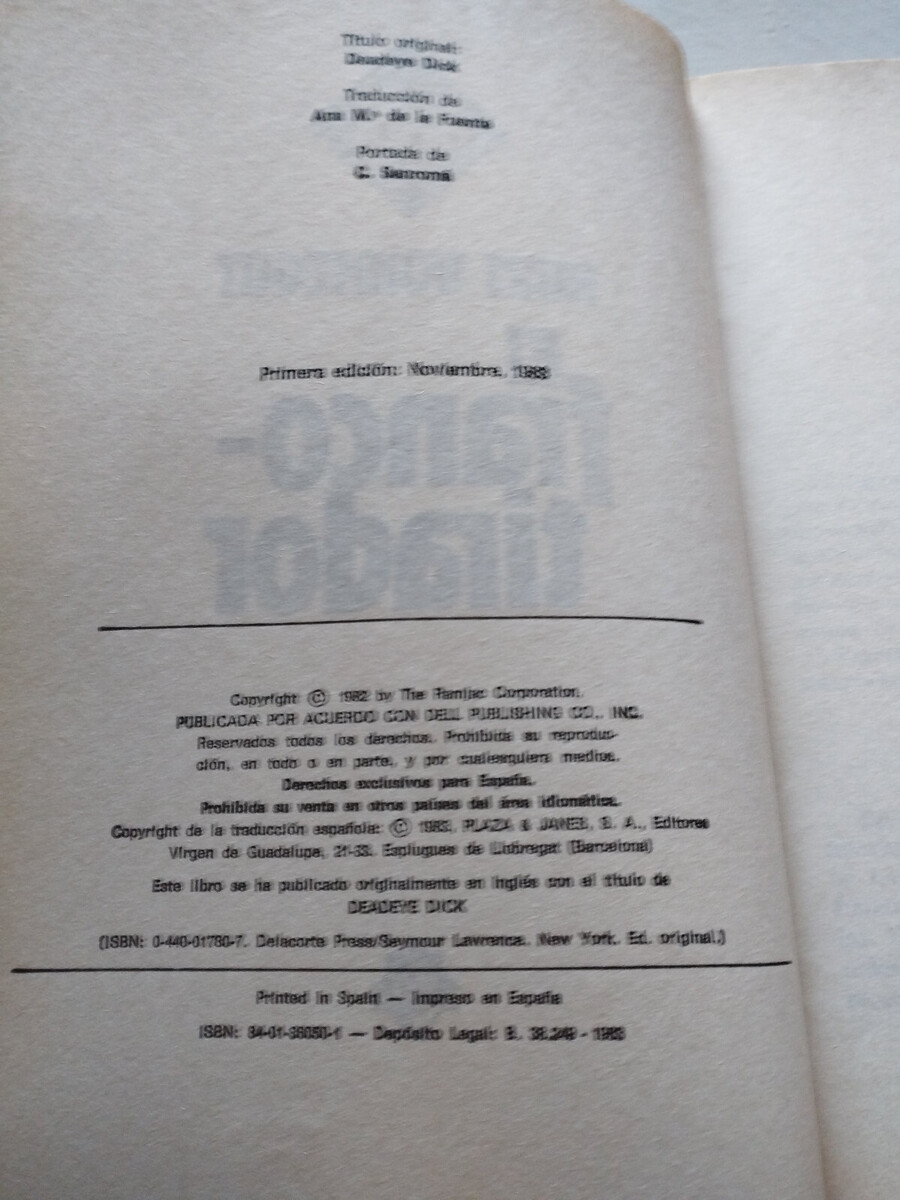 Título original:
Deadeye Dick
Traducción de
Ana M.ª de la Fuente
Portada de
C. Sanroma
Primera edición: Noviembre, 1983
Copyright © 1982 by The Ramjac Corporation.
PUBLICADA POR ACUERDO CON DELL PUBLISHING CO., INC.
Reservados todos los derechos. Prohibida su reproduc-
ción, en todo o en parte, y por cualesquiera medios.
Derechos exclusivos para España.
Prohibida su venta en otros países del área idiomática.
Copyright de la traducción española: © 1983, PLAZA & JANES, S. A., Editores
Virgen de Guadalupe, 21-33. Esplugues de Llobregat (Barcelona)
Este libro se ha publicado originalmente en inglés con el título de
DEADEYE DICK
(ISBN: 0-440-01780-7. Delacorte Press/Seymour Lawrence. New York. Ed. original.)
Printed in Spain — Impreso en España
ISBN: 84-01-38050-1 — Depósito Legal: B. 38.249 - 1983